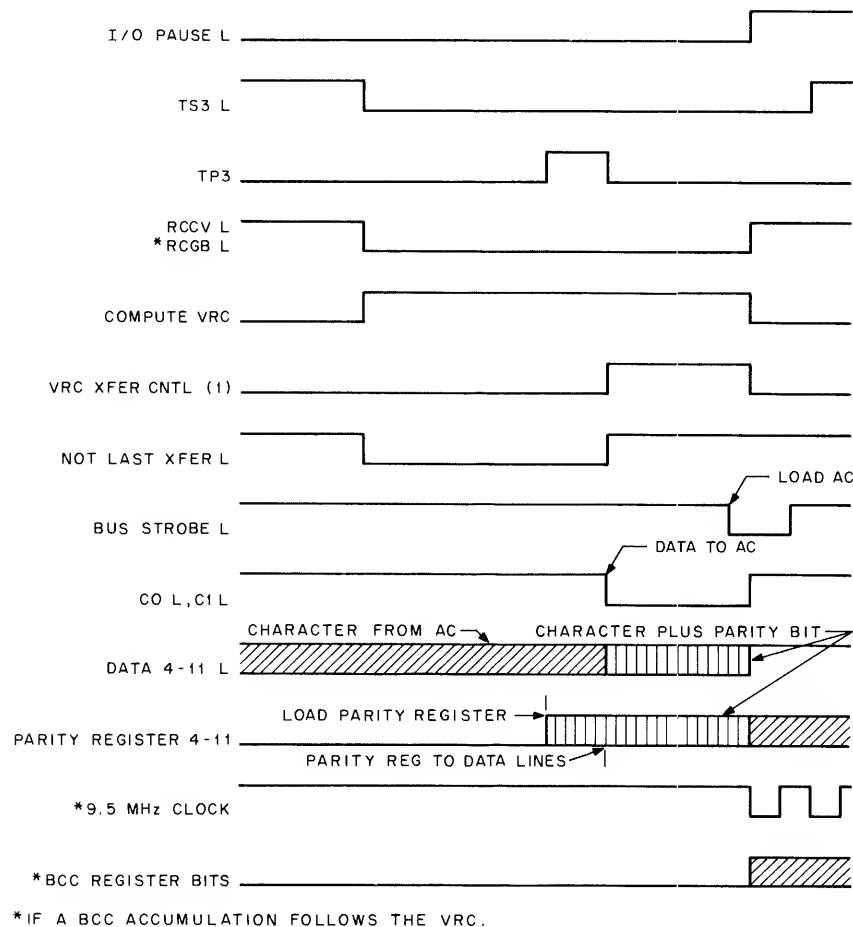 I/O PAUSE L
TS3 L
TP3
RCCV L
*RCGB L
COMPUTE VRC
VRC XFER CNTL (1)
NOT LAST XFER L
LOAD AC
BUS STROBE L
DATA TO AC
CO L, C1 L
CHARACTER FROM AC
CHARACTER PLUS PARITY BIT
DATA 4-11 L
LOAD PARITY REGISTER
PARITY REGISTER 4-11
PARITY REG TO DATA LINES
*9.5 MHz CLOCK
*BCC REGISTER BITS
*IF A BCC ACCUMULATION FOLLOWS THE VRC.